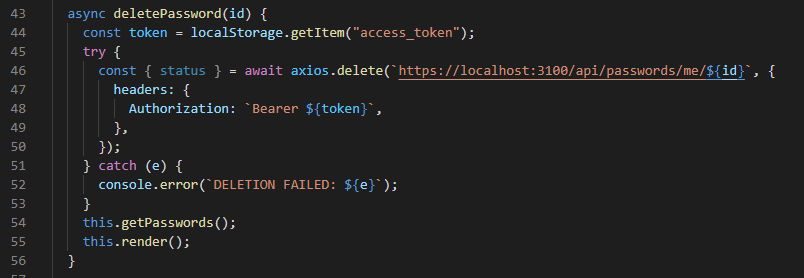 43 async deletePassword(id) {
44 const token = localStorage.getItem("access_token");
45 try {
46 const { status } = await axios.delete(`https://localhost:3100/api/passwords/me/${id}`, {
47 headers: {
48 Authorization: `Bearer ${token}`,
49 },
50 });
51 } catch (e) {
52 console.error(`DELETION FAILED: ${e}`);
53 }
54 this.getPasswords();
55 this.render();
56 }